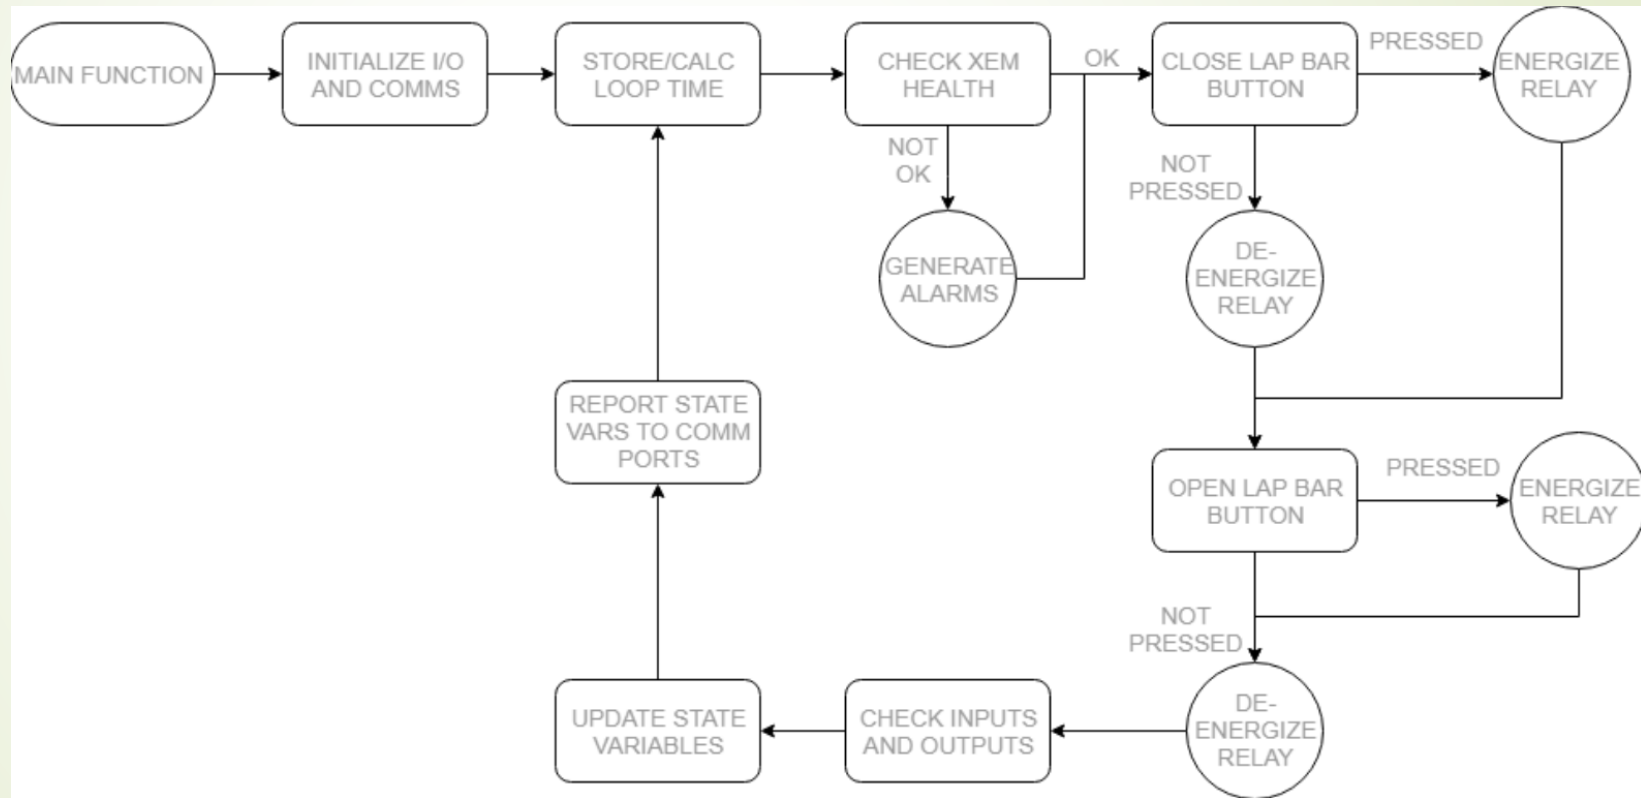 MAIN FUNCTION
INITIALIZE I/O
AND COMMS
STORE/CALC
LOOP TIME
CHECK XEM
HEALTH
OK
CLOSE LAP BAR
BUTTON
PRESSED
ENERGIZE
RELAY
NOT
OK
NOT
PRESSED
GENERATE
ALARMS
DE-
ENERGIZE
RELAY
REPORT STATE
VARS TO COMM
PORTS
OPEN LAP BAR
BUTTON
PRESSED
ENERGIZE
RELAY
NOT
PRESSED
UPDATE STATE
VARIABLES
CHECK INPUTS
AND OUTPUTS
DE-
ENERGIZE
RELAY